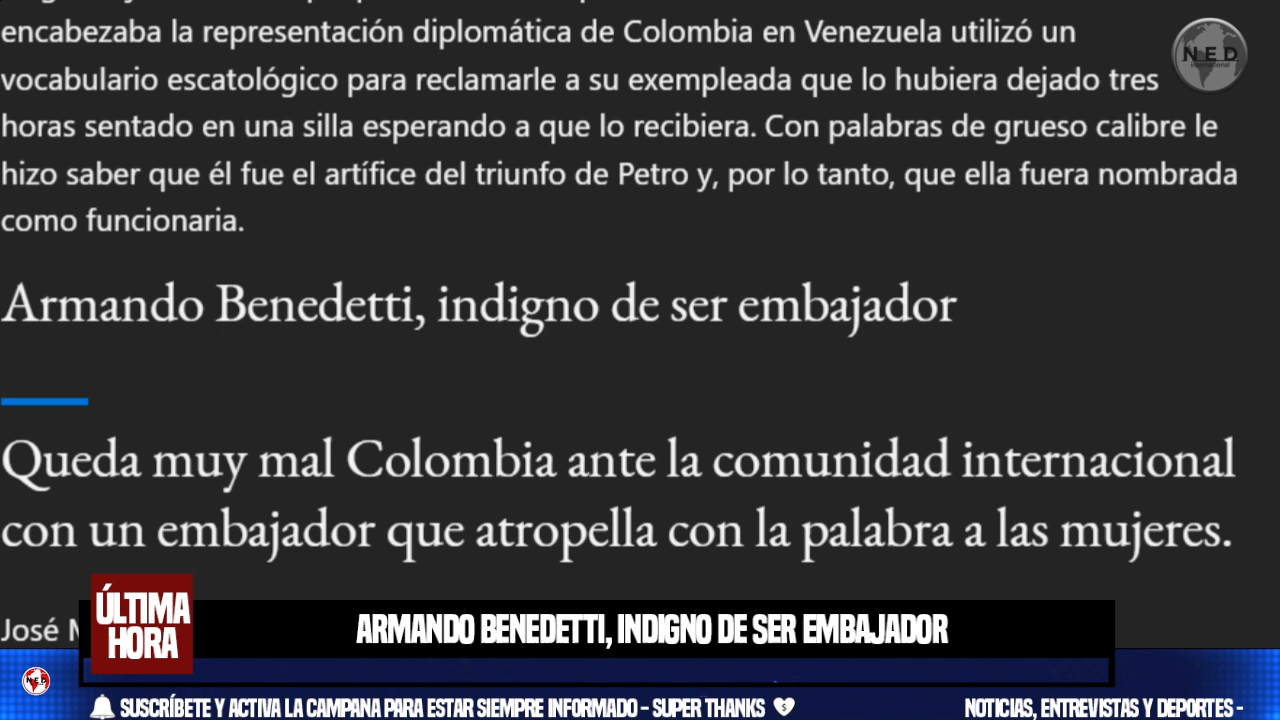 encabezaba la representación diplomática de Colombia en Venezuela utilizó un
vocabulario escatológico para reclamarle a su exempleada que lo hubiera dejado tres
horas sentado en una silla esperando a que lo recibiera. Con palabras de grueso calibre le
hizo saber que él fue el artífice del triunfo de Petro y, por lo tanto, que ella fuera nombrada
como funcionaria.
N.E.D
International
Armando Benedetti, indigno de ser embajador
Queda muy mal Colombia ante la comunidad internacional
con un embajador que atropella con la palabra a las mujeres.
José
ÚLTIMA
HORA
ARMANDO BENEDETTI, INDIGNO DE SER EMBAJADOR
N.E.D
SUSCRÍBETE Y ACTIVA LA CAMPANA PARA ESTAR SIEMPRE INFORMADO - SUPER THANKS
NOTICIAS, ENTREVISTAS Y DEPORTES -